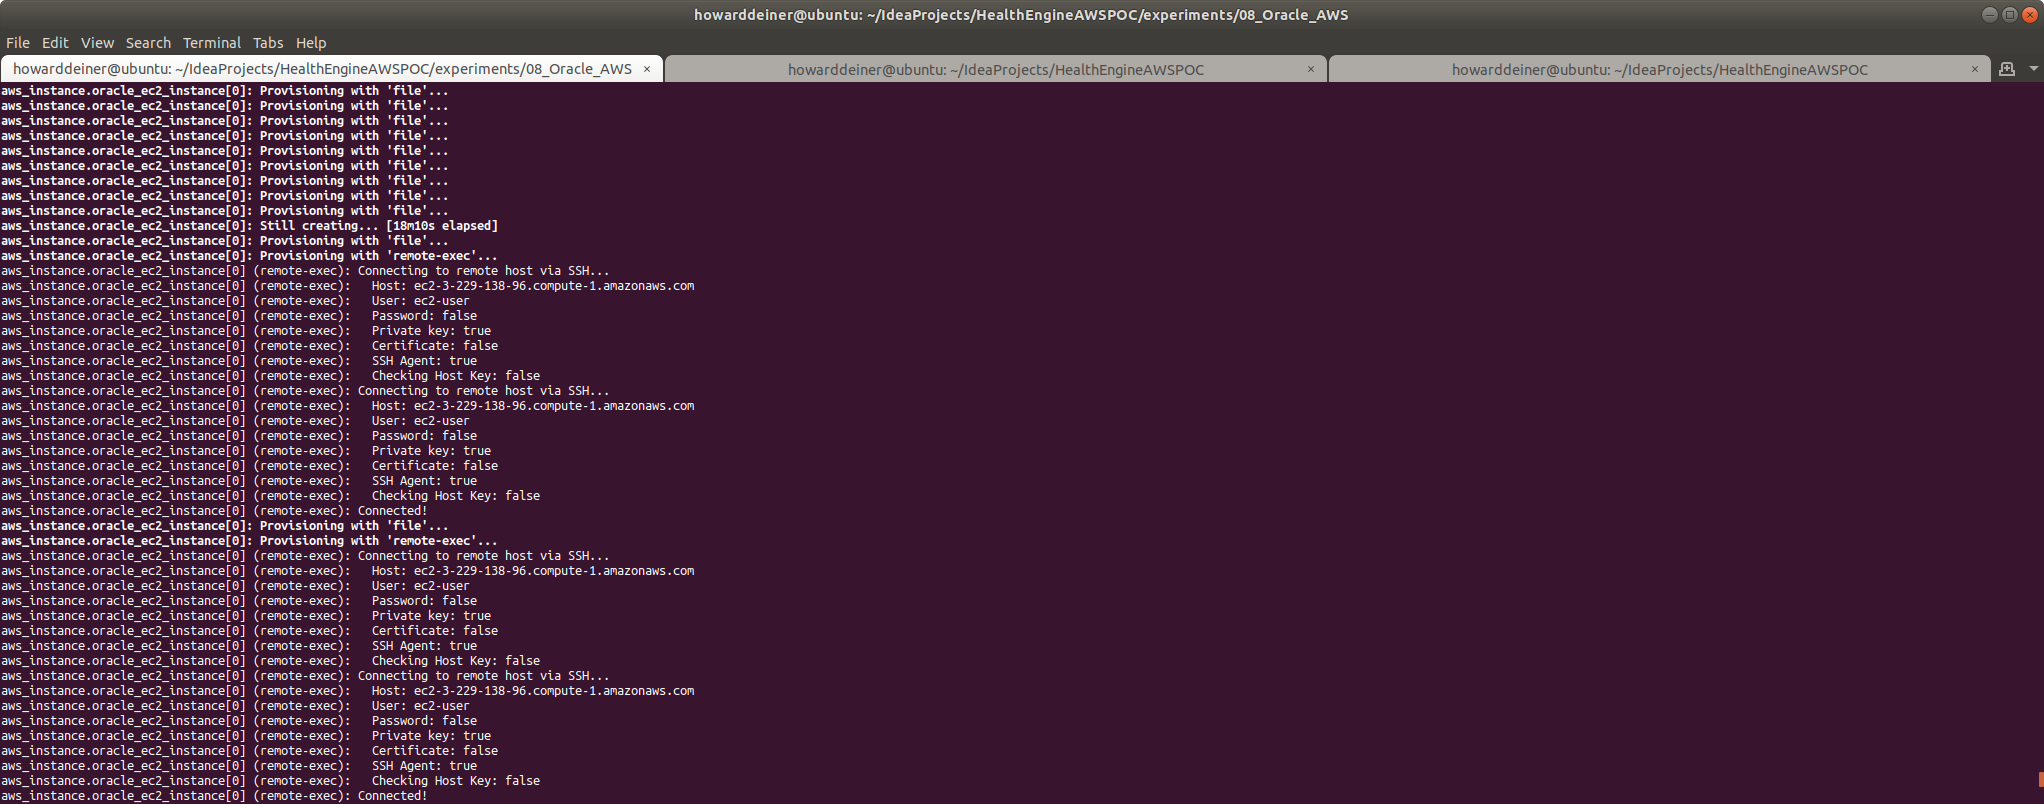 howarddeiner@ubuntu: ~/IdeaProjects/HealthEngineAWSPOC/experiments/08_Oracle_AWS
File Edit View Search Terminal Tabs Help
howarddeiner@ubuntu: ~/IdeaProjects/HealthEngineAWSPOC/experiments/08_Oracle_AWS × howarddeiner@ubuntu: ~/IdeaProjects/HealthEngineAWSPOC × howarddeiner@ubuntu: ~/IdeaProjects/HealthEngineAWSPOC ×
aws_instance.oracle_ec2_instance[0]: Provisioning with 'file'...
aws_instance.oracle_ec2_instance[0]: Provisioning with 'file'...
aws_instance.oracle_ec2_instance[0]: Provisioning with 'file'...
aws_instance.oracle_ec2_instance[0]: Provisioning with 'file'...
aws_instance.oracle_ec2_instance[0]: Provisioning with 'file'...
aws_instance.oracle_ec2_instance[0]: Provisioning with 'file'...
aws_instance.oracle_ec2_instance[0]: Provisioning with 'file'...
aws_instance.oracle_ec2_instance[0]: Provisioning with 'file'...
aws_instance.oracle_ec2_instance[0]: Provisioning with 'file'...
aws_instance.oracle_ec2_instance[0]: Still creating... [18m10s elapsed]
aws_instance.oracle_ec2_instance[0]: Provisioning with 'file'...
aws_instance.oracle_ec2_instance[0]: Provisioning with 'remote-exec'...
aws_instance.oracle_ec2_instance[0] (remote-exec): Connecting to remote host via SSH...
aws_instance.oracle_ec2_instance[0] (remote-exec):   Host: ec2-3-229-138-96.compute-1.amazonaws.com
aws_instance.oracle_ec2_instance[0] (remote-exec):   User: ec2-user
aws_instance.oracle_ec2_instance[0] (remote-exec):   Password: false
aws_instance.oracle_ec2_instance[0] (remote-exec):   Private key: true
aws_instance.oracle_ec2_instance[0] (remote-exec):   Certificate: false
aws_instance.oracle_ec2_instance[0] (remote-exec):   SSH Agent: true
aws_instance.oracle_ec2_instance[0] (remote-exec):   Checking Host Key: false
aws_instance.oracle_ec2_instance[0] (remote-exec): Connecting to remote host via SSH...
aws_instance.oracle_ec2_instance[0] (remote-exec):   Host: ec2-3-229-138-96.compute-1.amazonaws.com
aws_instance.oracle_ec2_instance[0] (remote-exec):   User: ec2-user
aws_instance.oracle_ec2_instance[0] (remote-exec):   Password: false
aws_instance.oracle_ec2_instance[0] (remote-exec):   Private key: true
aws_instance.oracle_ec2_instance[0] (remote-exec):   Certificate: false
aws_instance.oracle_ec2_instance[0] (remote-exec):   SSH Agent: true
aws_instance.oracle_ec2_instance[0] (remote-exec):   Checking Host Key: false
aws_instance.oracle_ec2_instance[0] (remote-exec): Connected!
aws_instance.oracle_ec2_instance[0]: Provisioning with 'file'...
aws_instance.oracle_ec2_instance[0]: Provisioning with 'remote-exec'...
aws_instance.oracle_ec2_instance[0] (remote-exec): Connecting to remote host via SSH...
aws_instance.oracle_ec2_instance[0] (remote-exec):   Host: ec2-3-229-138-96.compute-1.amazonaws.com
aws_instance.oracle_ec2_instance[0] (remote-exec):   User: ec2-user
aws_instance.oracle_ec2_instance[0] (remote-exec):   Password: false
aws_instance.oracle_ec2_instance[0] (remote-exec):   Private key: true
aws_instance.oracle_ec2_instance[0] (remote-exec):   Certificate: false
aws_instance.oracle_ec2_instance[0] (remote-exec):   SSH Agent: true
aws_instance.oracle_ec2_instance[0] (remote-exec):   Checking Host Key: false
aws_instance.oracle_ec2_instance[0] (remote-exec): Connecting to remote host via SSH...
aws_instance.oracle_ec2_instance[0] (remote-exec):   Host: ec2-3-229-138-96.compute-1.amazonaws.com
aws_instance.oracle_ec2_instance[0] (remote-exec):   User: ec2-user
aws_instance.oracle_ec2_instance[0] (remote-exec):   Password: false
aws_instance.oracle_ec2_instance[0] (remote-exec):   Private key: true
aws_instance.oracle_ec2_instance[0] (remote-exec):   Certificate: false
aws_instance.oracle_ec2_instance[0] (remote-exec):   SSH Agent: true
aws_instance.oracle_ec2_instance[0] (remote-exec):   Checking Host Key: false
aws_instance.oracle_ec2_instance[0] (remote-exec): Connected!